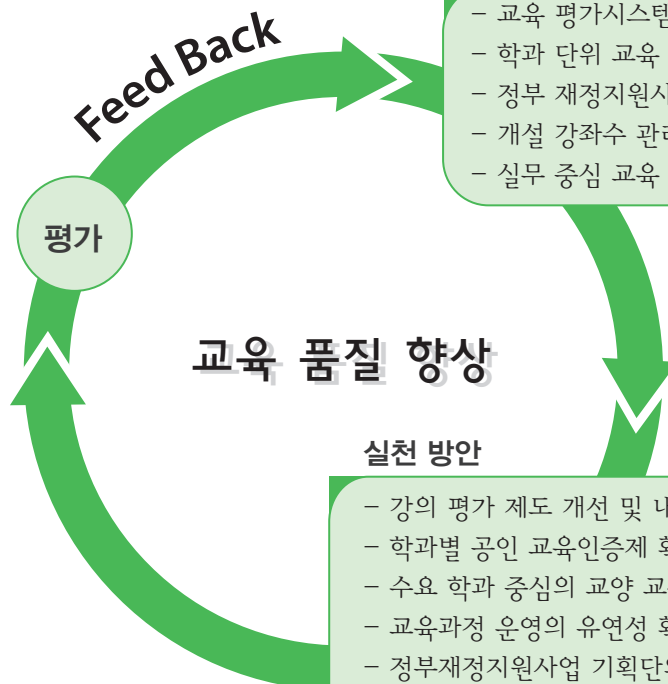 Feed Back
- 교육 평가시스템
- 학과 단위 교육
- 정부 재정지원사
- 개설 강좌수 관리
- 실무 중심 교육
평가
교육 품질 향상
실천 방안
- 강의 평가 제도 개선 및 내
- 학과별 공인 교육인증제 확
- 수요 학과 중심의 교양 교
- 교육과정 운영의 유연성 확
- 정부재정지원사업 기획단